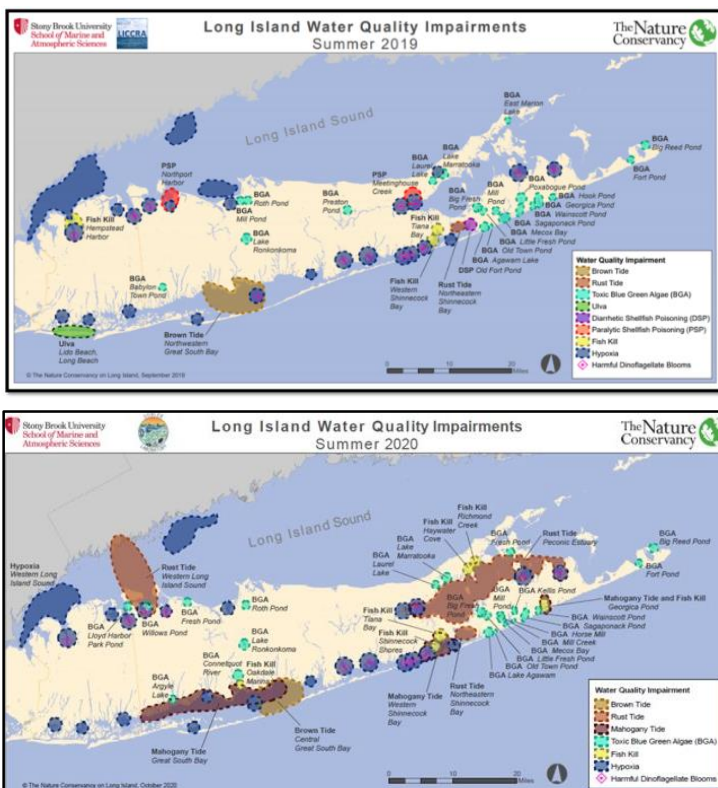 Stony Brook University
School of Marine and
Atmospheric Sciences
LICCRA
Long Island Water Quality Impairments
Summer 2019
The Nature
Conservancy
Long Island Sound
BGA
East Marion
Lake
BGA
Big Reed Pond
BGA
Fort Pond
PSP
Northport
Harbor
PSP
Meetinghouse
Creek
BGA
Laurel
Lake
BGA
Lake
Marratooka
BGA
Roth Pond
BGA
Mill Pond
BGA
Preston
Pond
BGA
Big Fresh
Pond
BGA
Mill
Pond
BGA
Poxabogue Pond
BGA Hook Pond
BGA Georgica Pond
BGA Wainscott Pond
BGA Sagaponack Pond
BGA Mecox Bay
BGA Little Fresh Pond
BGA Old Town Pond
BGA Agawam Lake
DSP Old Fort Pond
Fish Kill
Hempstead
Harbor
BGA
Lake
Ronkonkoma
Fish Kill
Tiana
Bay
Fish Kill
Western
Shinnecock
Bay
Rust Tide
Northeastern
Shinnecock
Bay
BGA
Babylon
Town Pond
Brown Tide
Northwestern
Great South Bay
Ulva
Lido Beach,
Long Beach
Water Quality Impairment
Brown Tide
Rust Tide
Toxic Blue Green Algae (BGA)
Ulva
Diarrhetic Shellfish Poisoning (DSP)
Paralytic Shellfish Poisoning (PSP)
Fish Kill
Hypoxia
Harmful Dinoflagellate Blooms
0 5 10 20
Miles
© The Nature Conservancy on Long Island, September 2019
Stony Brook University
School of Marine and
Atmospheric Sciences
Long Island Water Quality Impairments
Summer 2020
The Nature
Conservancy
Long Island Sound
Hypoxia
Western Long
Island Sound
Rust Tide
Western Long
Island Sound
Fish Kill
Haywater
Cove
Fish Kill
Richmond
Creek
BGA
Fresh Pond
Rust Tide
Peconic Estuary
BGA
Big Reed Pond
BGA
Fort Pond
BGA
Lake
Marratooka
BGA
Laurel
Lake
BGA
Lloyd Harbor
Park Pond
BGA
Willows Pond
BGA
Fresh Pond
BGA
Roth Pond
BGA
Big Fresh
Pond
BGA
Mill
Pond
BGA
Kellis Pond
Mahogany Tide and Fish Kill
Georgica Pond
BGA Wainscott Pond
BGA Sagaponack Pond
BGA Horse Mill
BGA Mill Creek
BGA Mecox Bay
BGA Little Fresh Pond
BGA Old Town Pond
BGA Lake Agawam
Fish Kill
Tiana
Bay
Fish Kill
Shinnecock
Shores
BGA
Lake
Ronkonkoma
BGA
Connetquot
River
Fish Kill
Oakdale
Marina
BGA
Argyle
Lake
Mahogany Tide
Western
Shinnecock
Bay
Rust Tide
Northeastern
Shinnecock
Bay
Brown Tide
Central
Great South Bay
Mahogany Tide
Great South Bay
Water Quality Impairment
Brown Tide
Rust Tide
Mahogany Tide
Toxic Blue Green Algae (BGA)
Fish Kill
Hypoxia
Harmful Dinoflagellate Blooms
0 5 10 20
Miles
© The Nature Conservancy on Long Island, October 2020